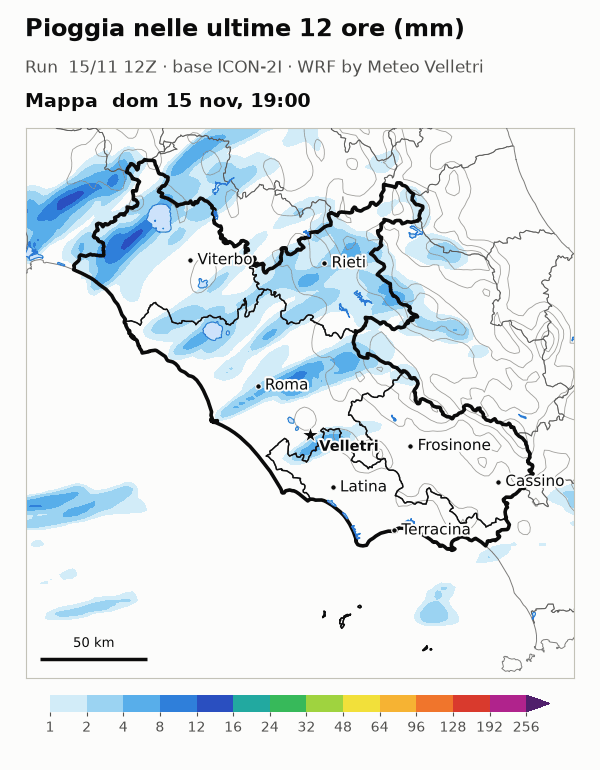 Pioggia nelle ultime 12 ore (mm)
Run  15/11 12Z · base ICON-2I · WRF by Meteo Velletri
Mappa  dom 15 nov, 19:00
Viterbo
Rieti
Roma
Velletri
Frosinone
Latina
Cassino
Terracina
50 km
1 2 4 8 12 16 24 32 48 64 96 128 192 256